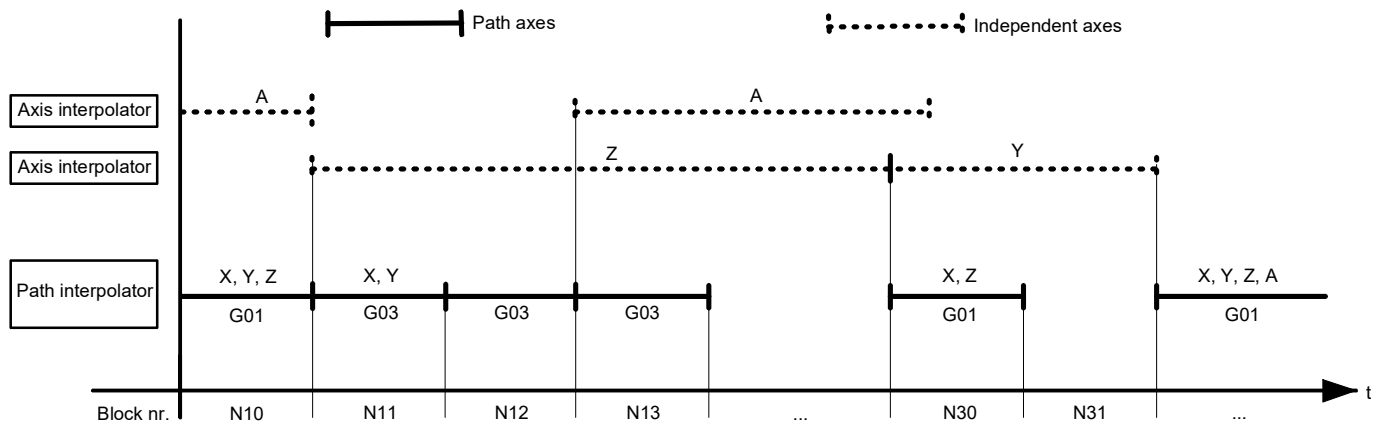 Path axes
Independent axes
Axis interpolator
A
A
Axis interpolator
Z
Y
Path interpolator
X, Y, Z
X, Y
X, Z
X, Y, Z, A
G01
G03
G03
G03
G01
G01
t
Block nr.
N10
N11
N12
N13
...
N30
N31
...